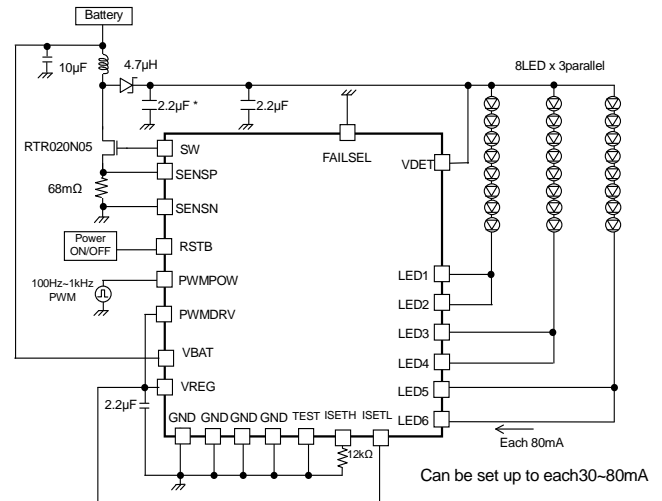 Battery
10µF
4.7µH
2.2µF *
2.2µF
8LED x 3parallel
RTR020N05
SW
FAILSEL
VDET
SENSP
68mΩ
SENSN
Power
ON/OFF
RSTB
LED1
100Hz~1kHz
PWM
PWMPOW
LED2
PWMDRV
LED3
VBAT
LED4
VREG
LED5
2.2µF
GND
GND
GND
GND
TEST
ISETH
ISETL
LED6
12kΩ
Each 80mA
Can be set up to each30~80mA